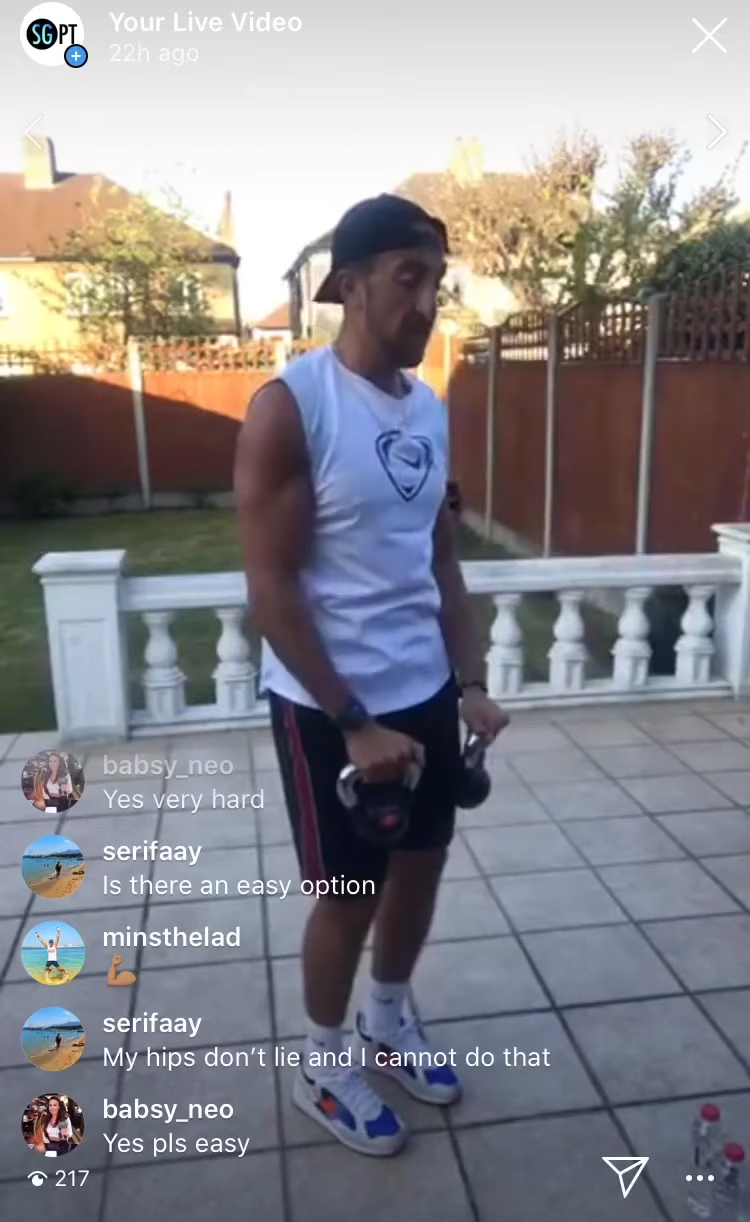 SGPT
Your Live Video
22h ago
babsy_neo
Yes very hard
serifaay
Is there an easy option
minsthelad
serifaay
My hips don’t lie and I cannot do that
babsy_neo
Yes pls easy
217